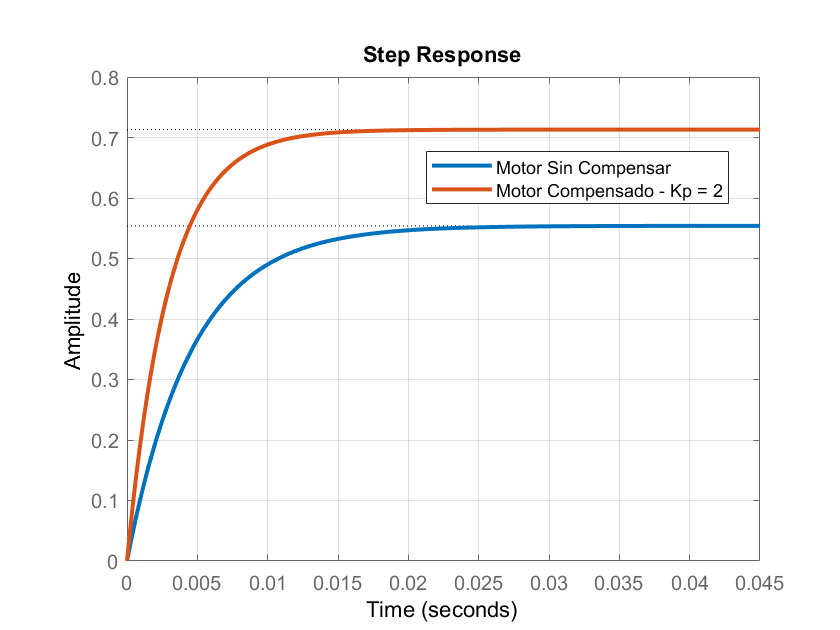 Step Response
Amplitude
0.8
0.7
0.6
0.5
0.4
0.3
0.2
0.1
0
Motor Sin Compensar
Motor Compensado - Kp = 2
0 0.005 0.01 0.015 0.02 0.025 0.03 0.035 0.04 0.045
Time (seconds)